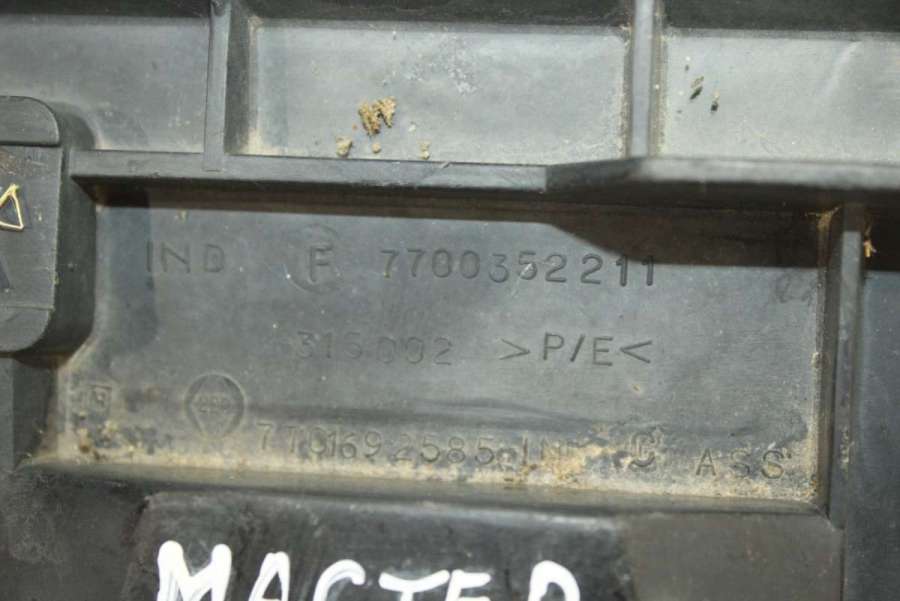 IND F 7700352211
315002 >P/E<
7701692585 IND C ASS
MASTER